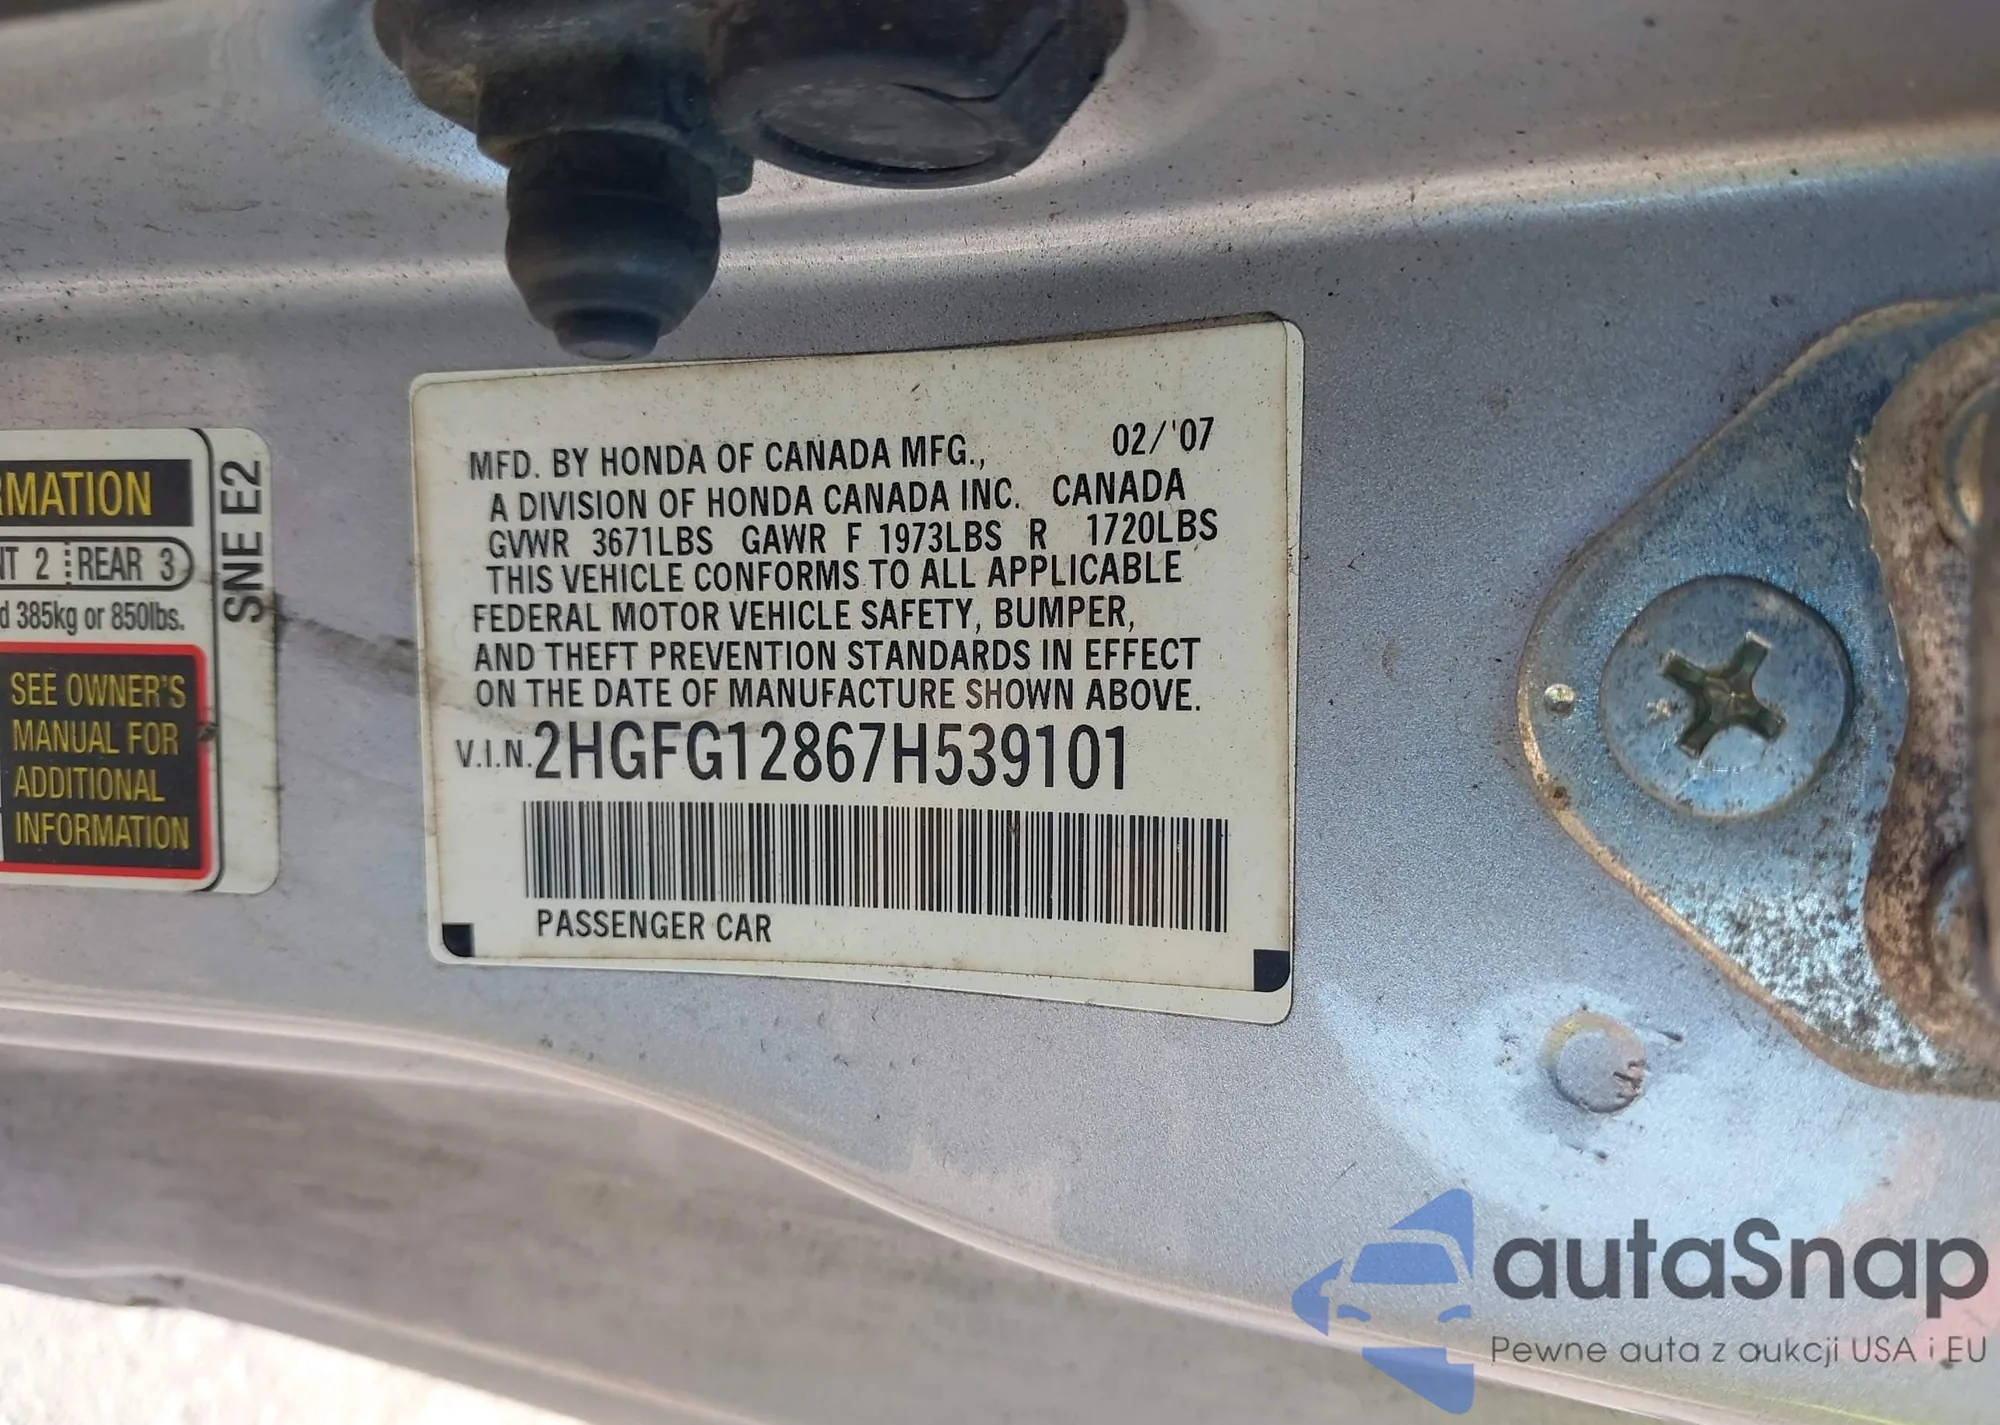 RMATION
NT 2 REAR 3
d 385kg or 850lbs.
SEE OWNER'S
MANUAL FOR
ADDITIONAL
INFORMATION
SNE E2
MFD. BY HONDA OF CANADA MFG., 02/'07
A DIVISION OF HONDA CANADA INC. CANADA
GVWR 3671LBS GAWR F 1973LBS R 1720LBS
THIS VEHICLE CONFORMS TO ALL APPLICABLE
FEDERAL MOTOR VEHICLE SAFETY, BUMPER,
AND THEFT PREVENTION STANDARDS IN EFFECT
ON THE DATE OF MANUFACTURE SHOWN ABOVE.
V.I.N. 2HGFG12867H539101
PASSENGER CAR
autaSnap
Pewne auta z aukcji USA i EU